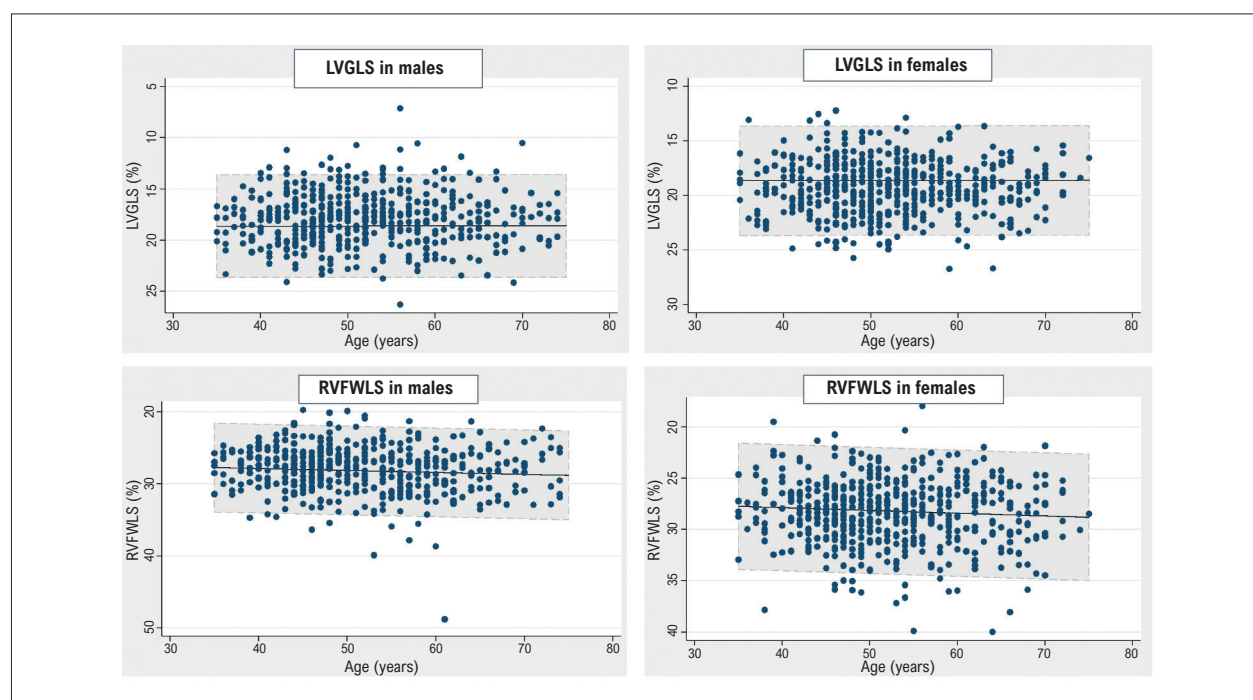 LVGLS in males
5
10
15
20
25
LVGLS (%)
30 40 50 60 70 80
Age (years)
LVGLS in females
10
15
20
25
30
LVGLS (%)
30 40 50 60 70 80
Age (years)
RVFWLS in males
20
30
40
50
RVFWLS (%)
30 40 50 60 70 80
Age (years)
RVFWLS in females
20
25
30
35
40
RVFWLS (%)
30 40 50 60 70 80
Age (years)